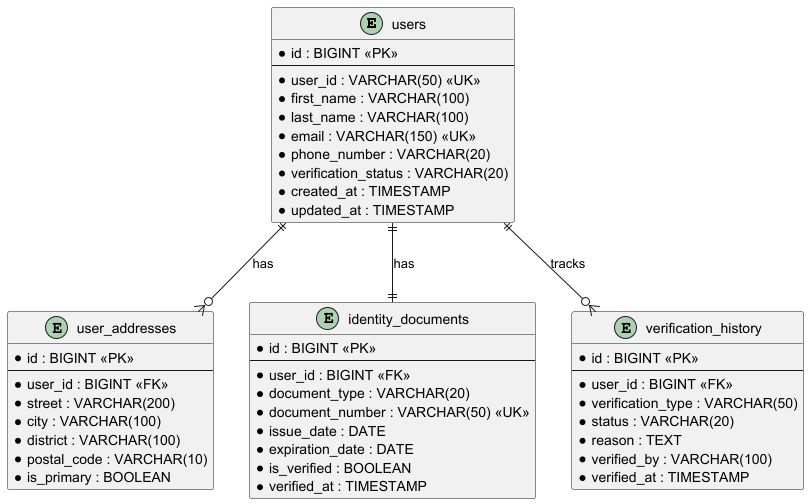 E users
* id : BIGINT «PK»
* user_id : VARCHAR(50) «UK»
* first_name : VARCHAR(100)
* last_name : VARCHAR(100)
* email : VARCHAR(150) «UK»
* phone_number : VARCHAR(20)
* verification_status : VARCHAR(20)
* created_at : TIMESTAMP
* updated_at : TIMESTAMP
has
has
tracks
E user_addresses
* id : BIGINT «PK»
* user_id : BIGINT «FK»
* street : VARCHAR(200)
* city : VARCHAR(100)
* district : VARCHAR(100)
* postal_code : VARCHAR(10)
* is_primary : BOOLEAN
E identity_documents
* id : BIGINT «PK»
* user_id : BIGINT «FK»
* document_type : VARCHAR(20)
* document_number : VARCHAR(50) «UK»
* issue_date : DATE
* expiration_date : DATE
* is_verified : BOOLEAN
* verified_at : TIMESTAMP
E verification_history
* id : BIGINT «PK»
* user_id : BIGINT «FK»
* verification_type : VARCHAR(50)
* status : VARCHAR(20)
* reason : TEXT
* verified_by : VARCHAR(100)
* verified_at : TIMESTAMP